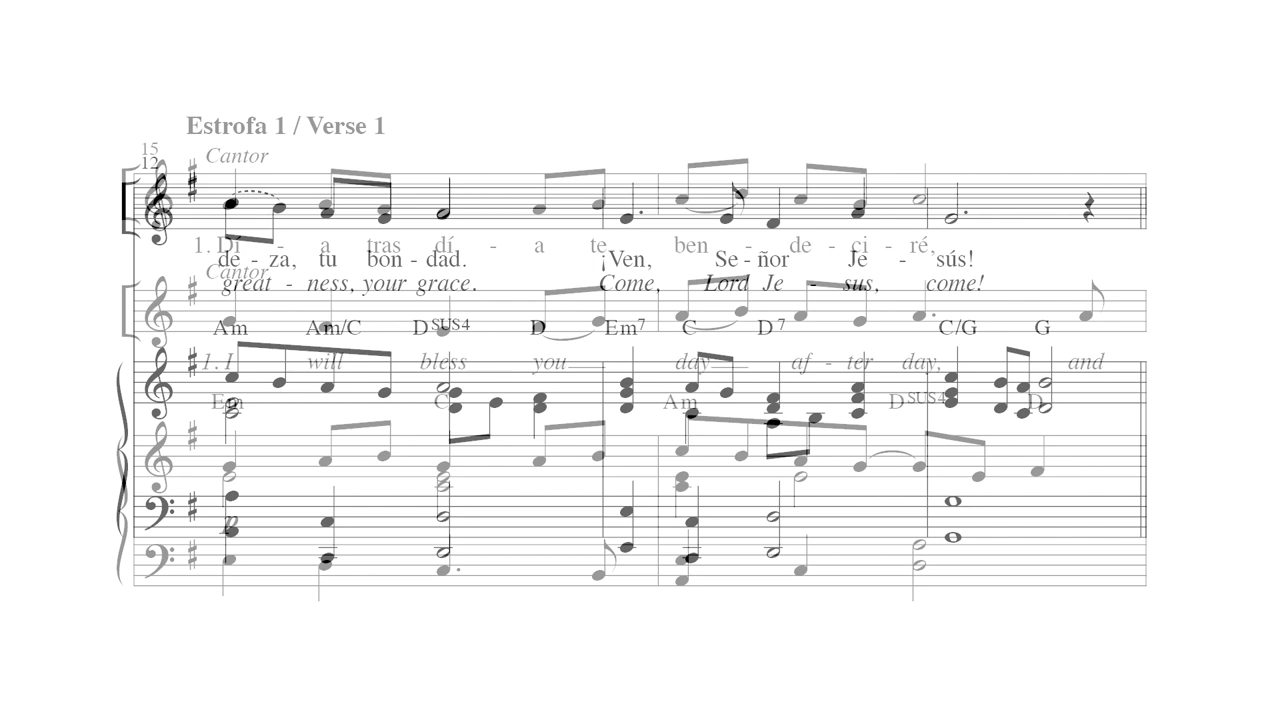 Estrofa 1 / Verse 1
15
12
Cantor
1. Dí - a tras dí - a te ben - de - ci - ré,
de - za, tu bon - dad. ¡Ven, Se - ñor Je - sús!
Cantor
great - ness, your grace. Come, Lord Je - sus, come!
Am Am/C Dsus4 D Em7 C D7 C/G G
1. I will bless you day af - ter day, and
Em C Am Dsus4 D
p